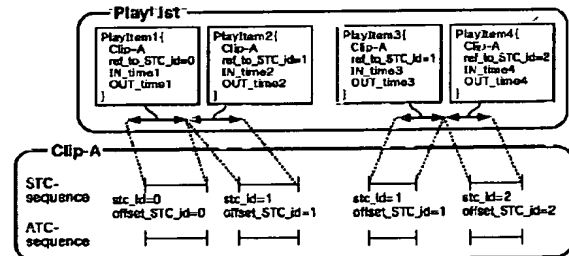 PlayList
PlayItem1{
Clip-A
ref_to_STC_id=0
IN_time1
OUT_time1
}
PlayItem2{
Clip-A
ref_to_STC_id=1
IN_time2
OUT_time2
}
PlayItem3{
Clip-A
ref_to_STC_id=1
IN_time3
OUT_time3
}
PlayItem4{
Clip-A
ref_to_STC_id=2
IN_time4
OUT_time4
}
Clip-A
STC-
sequence
stc_id=0
offset_STC_id=0
stc_id=1
offset_STC_id=1
stc_id=1
offset_STC_id=1
stc_id=2
offset_STC_id=2
ATC-
sequence